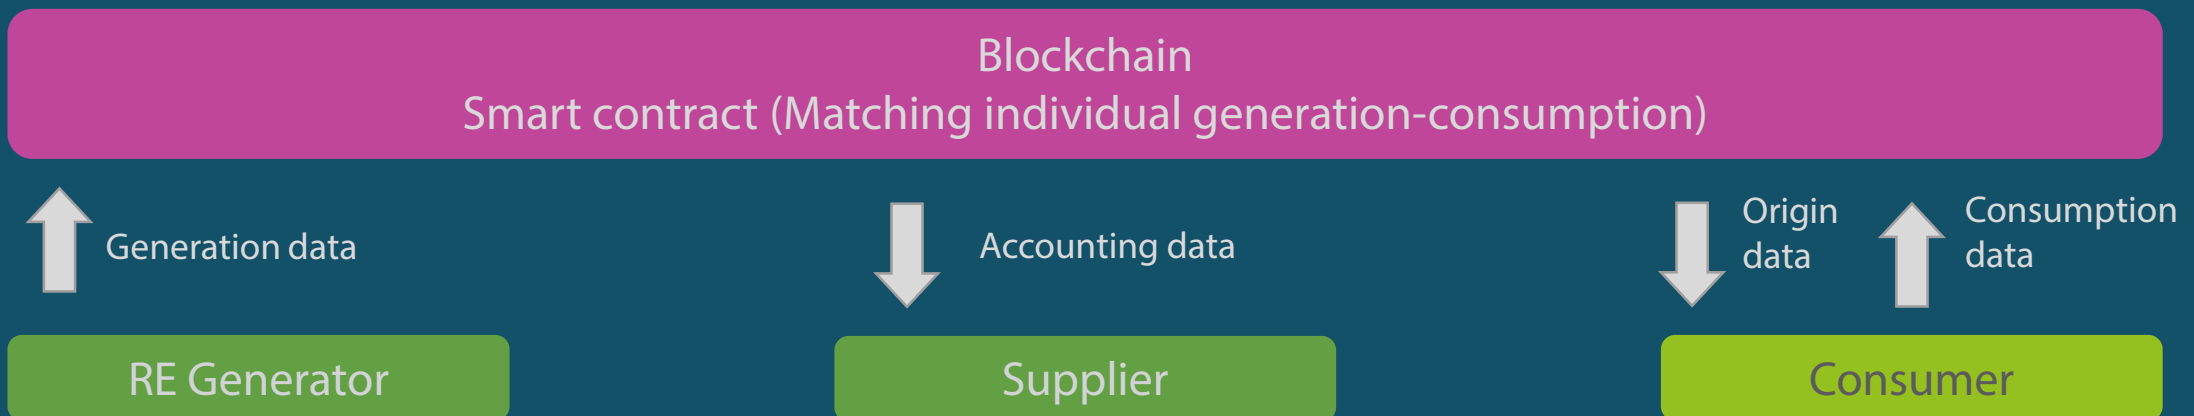 Blockchain
Smart contract (Matching individual generation-consumption)
Generation data
Accounting data
Origin
data
Consumption
data
RE Generator
Supplier
Consumer